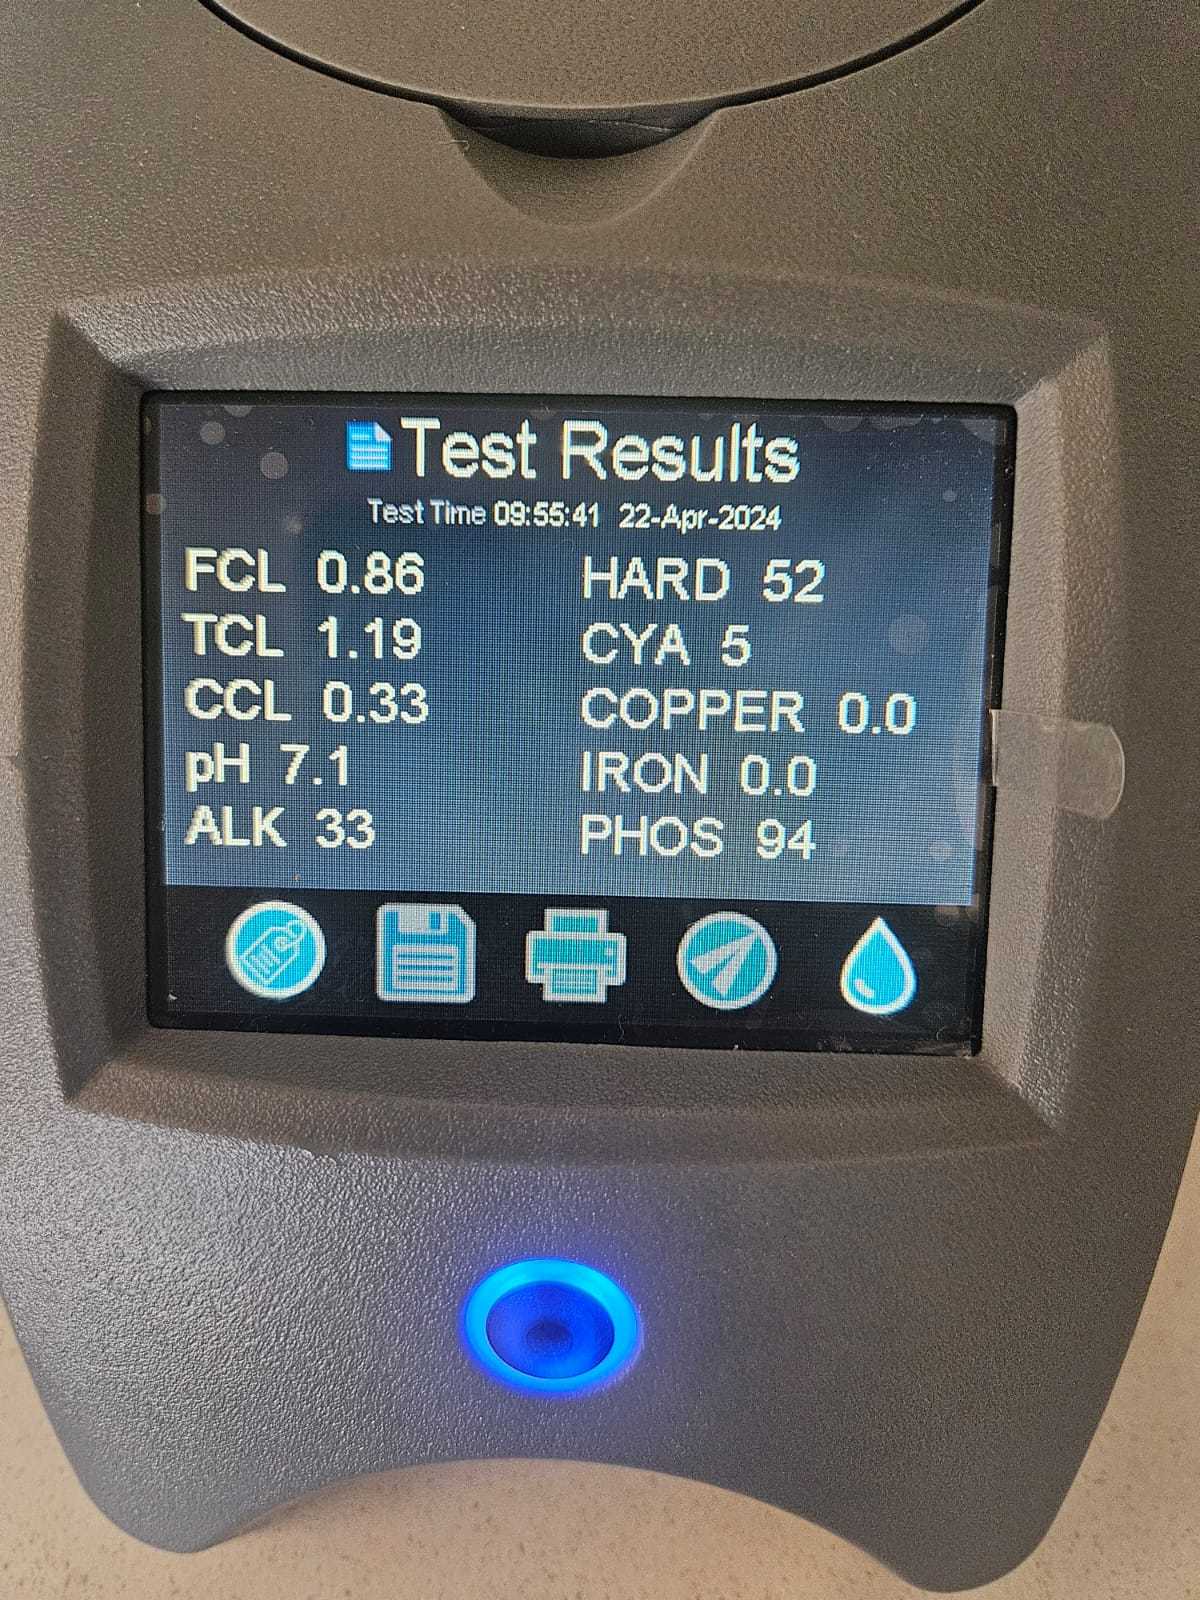 Test Results
Test Time 09:55:41 22-Apr-2024
FCL 0.86
TCL 1.19
CCL 0.33
pH 7.1
ALK 33
HARD 52
CYA 5
COPPER 0.0
IRON 0.0
PHOS 94